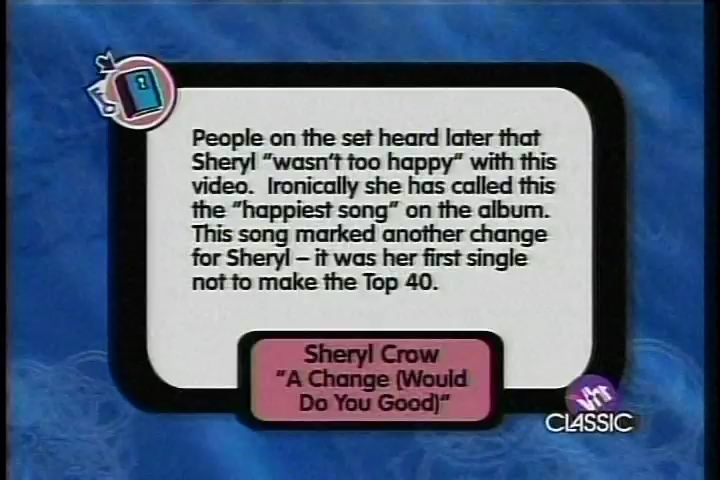 People on the set heard later that
Sheryl "wasn't too happy" with this
video. Ironically she has called this
the "happiest song" on the album.
This song marked another change
for Sheryl – it was her first single
not to make the Top 40.
Sheryl Crow
"A Change (Would
Do You Good)"
VH1
CLASSIC